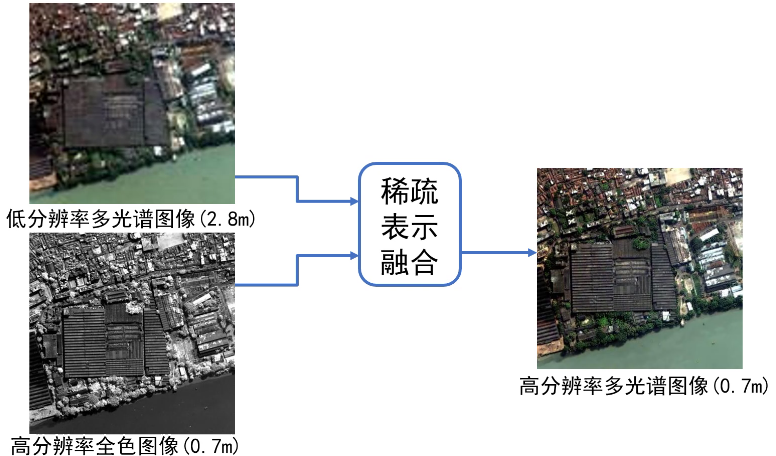 低分辨率多光谱图像(2.8m)
稀疏
表示
融合
高分辨率全色图像(0.7m)
高分辨率多光谱图像(0.7m)